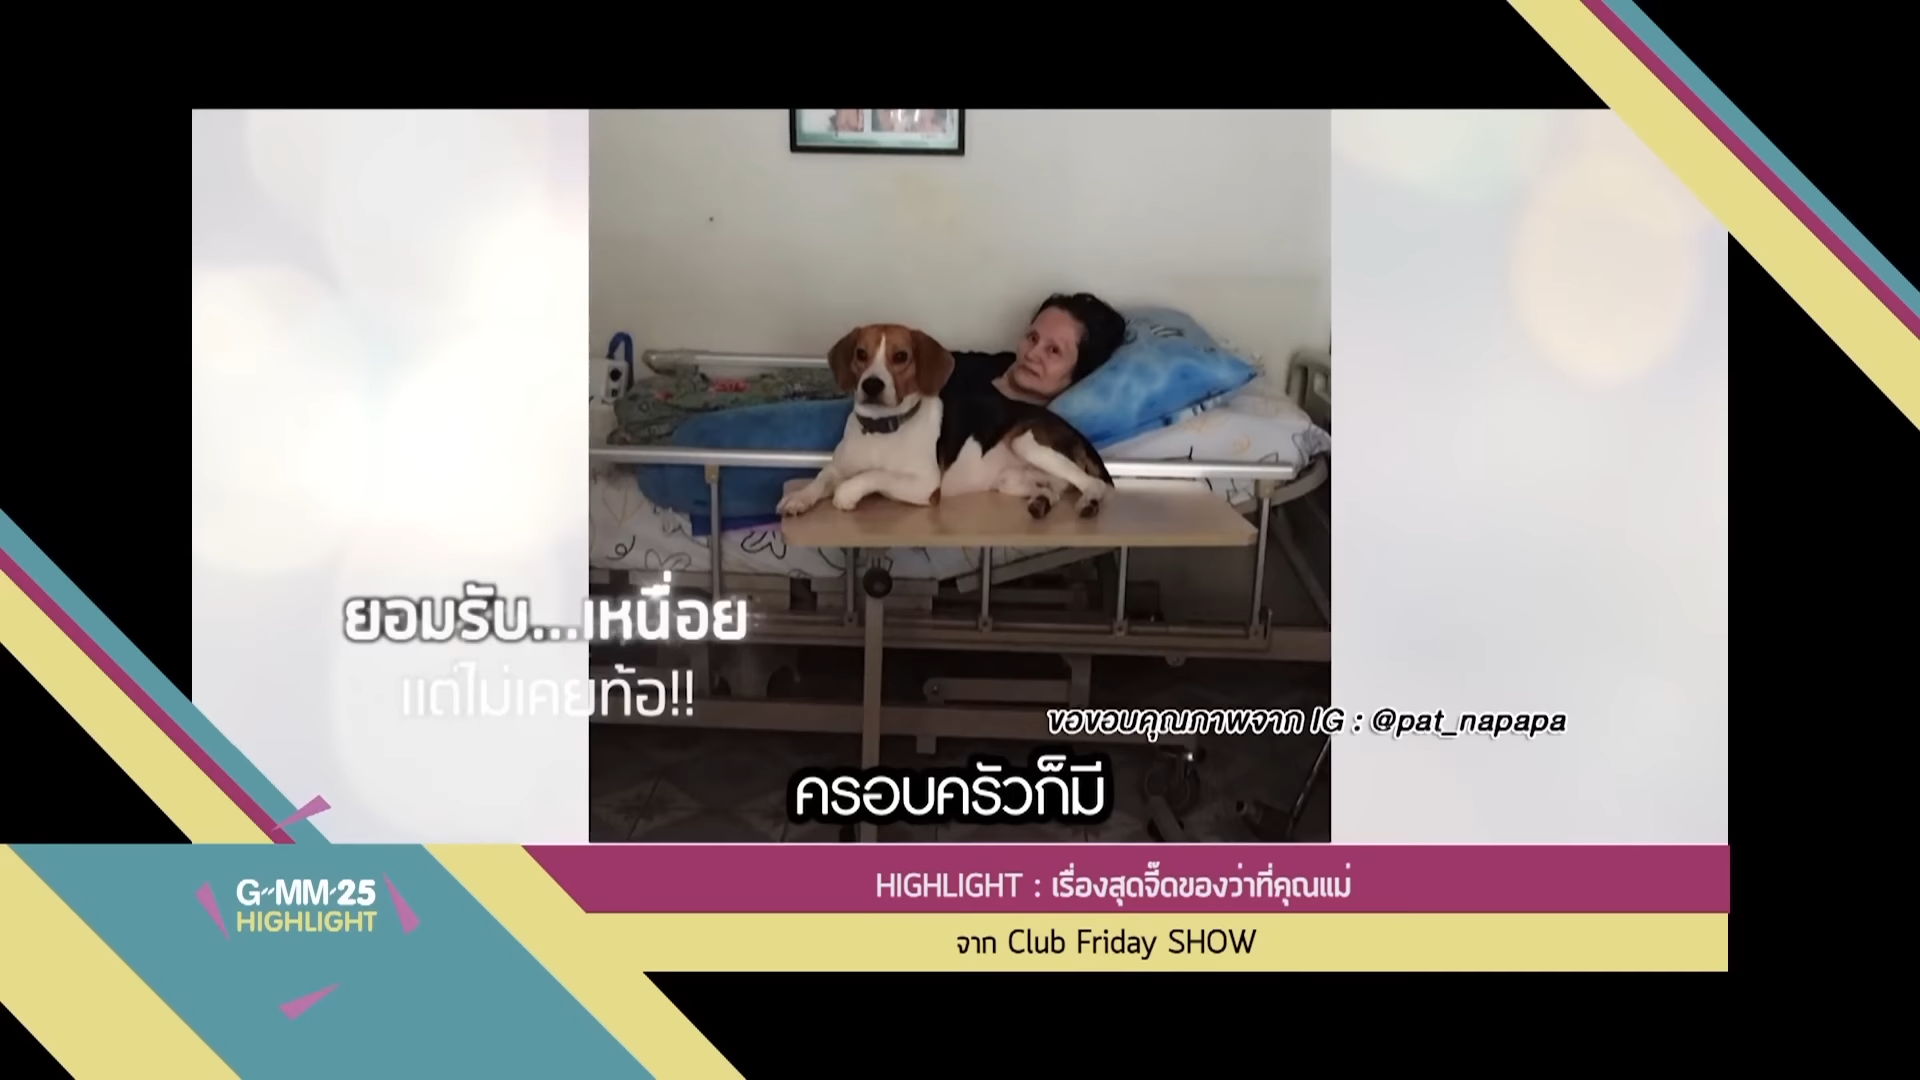 ยอมรับ...เหนื่อย
แต่ไม่เคยท้อ!!
ขอขอบคุณภาพจาก IG : @pat_napapa
ครอบครัวก็มี
HIGHLIGHT : เรื่องสุดจี๊ดของว่าที่คุณแม่
จาก Club Friday SHOW
G-MM-25
HIGHLIGHT